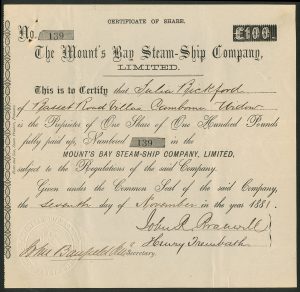 CERTIFICATE OF SHARE.
No. 139
£100.
The Mount's Bay Steam-Ship Company,
LIMITED.
This is to Certify that Julia Bickford
of Basset Road Villa Camborne Widow
is the Proprietor of One Share of One Hundred Pounds
fully paid up, Numbered 139 in the
MOUNT'S BAY STEAM-SHIP COMPANY, LIMITED,
subject to the Regulations of the said Company.
Given under the Common Seal of the said Company,
the Seventh day of November in the year 1881.
John R
Henry Trembath
Secretary.